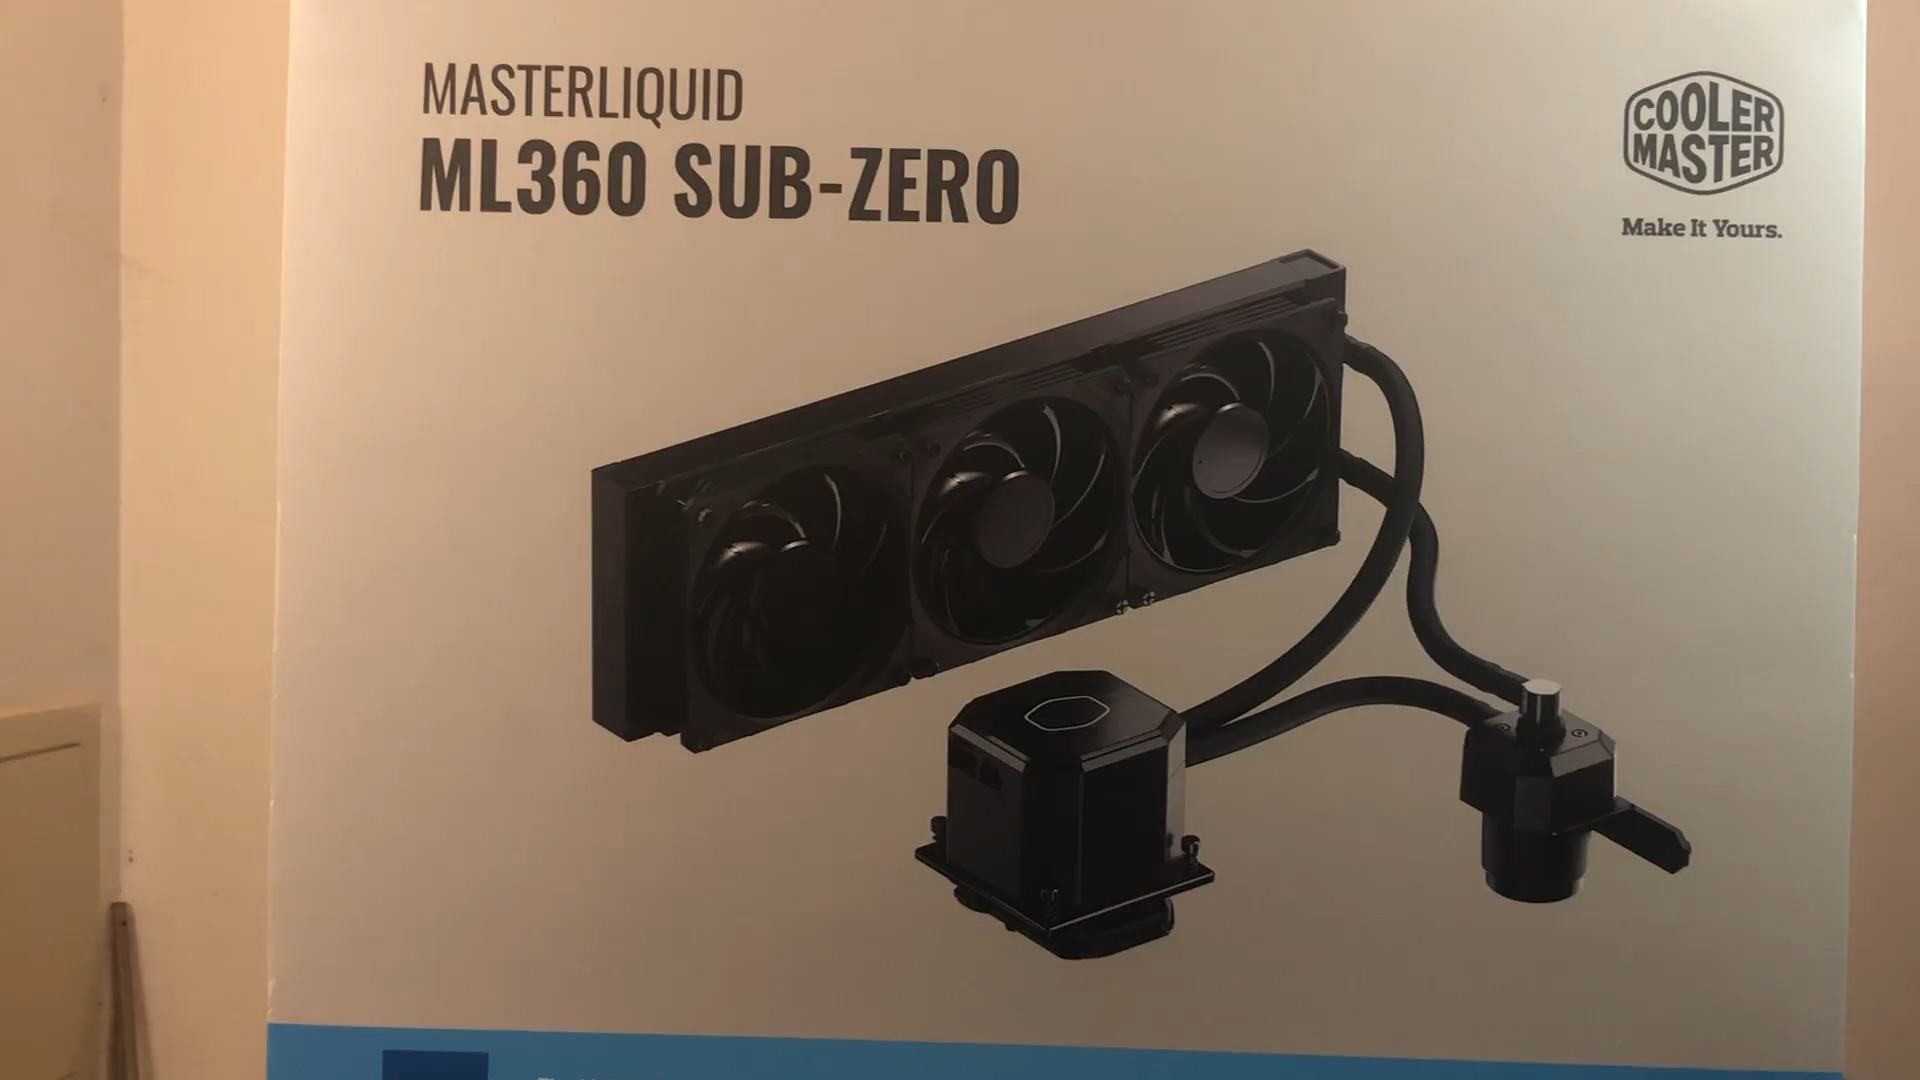 MASTERLIQUID
ML360 SUB-ZERO
COOLER
MASTER
Make It Yours.